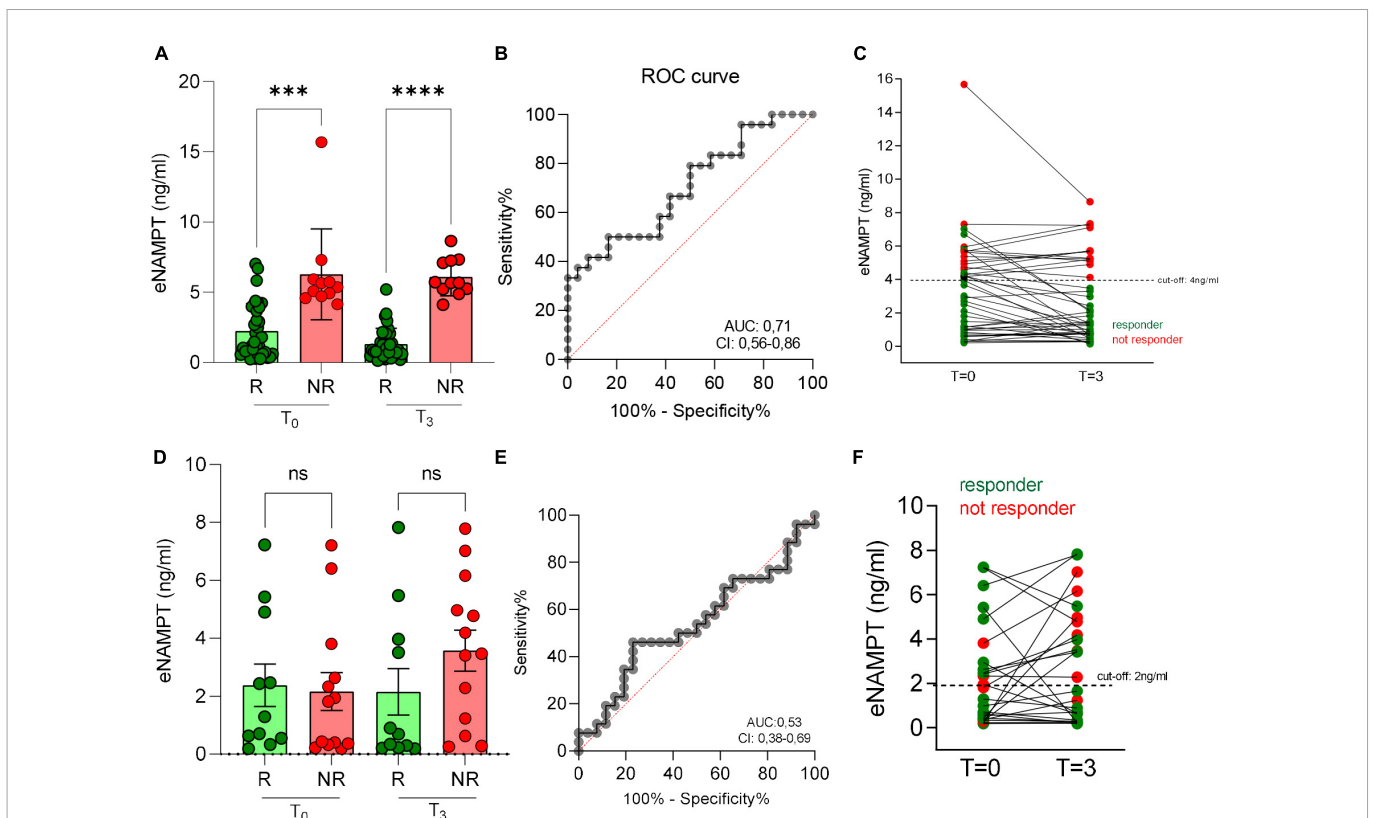 A
20
15
10
5
0
eNAMPT (ng/ml)
***
****
R
NR
R
NR
T0
T3
B
ROC curve
100
80
60
40
20
0
Sensitivity%
AUC: 0,71
CI: 0,56-0,86
0
20
40
60
80
100
100% - Specificity%
C
16
14
12
10
8
6
4
2
0
eNAMPT (ng/ml)
cut-off: 4ng/ml
responder
not responder
T=0
T=3
D
10
8
6
4
2
0
eNAMPT (ng/ml)
ns
ns
R
NR
R
NR
T0
T3
E
100
80
60
40
20
0
Sensitivity%
AUC:0,53
CI: 0,38-0,69
0
20
40
60
80
100
100% - Specificity%
F
responder
not responder
10
8
6
4
2
0
eNAMPT (ng/ml)
cut-off: 2ng/ml
T=0
T=3